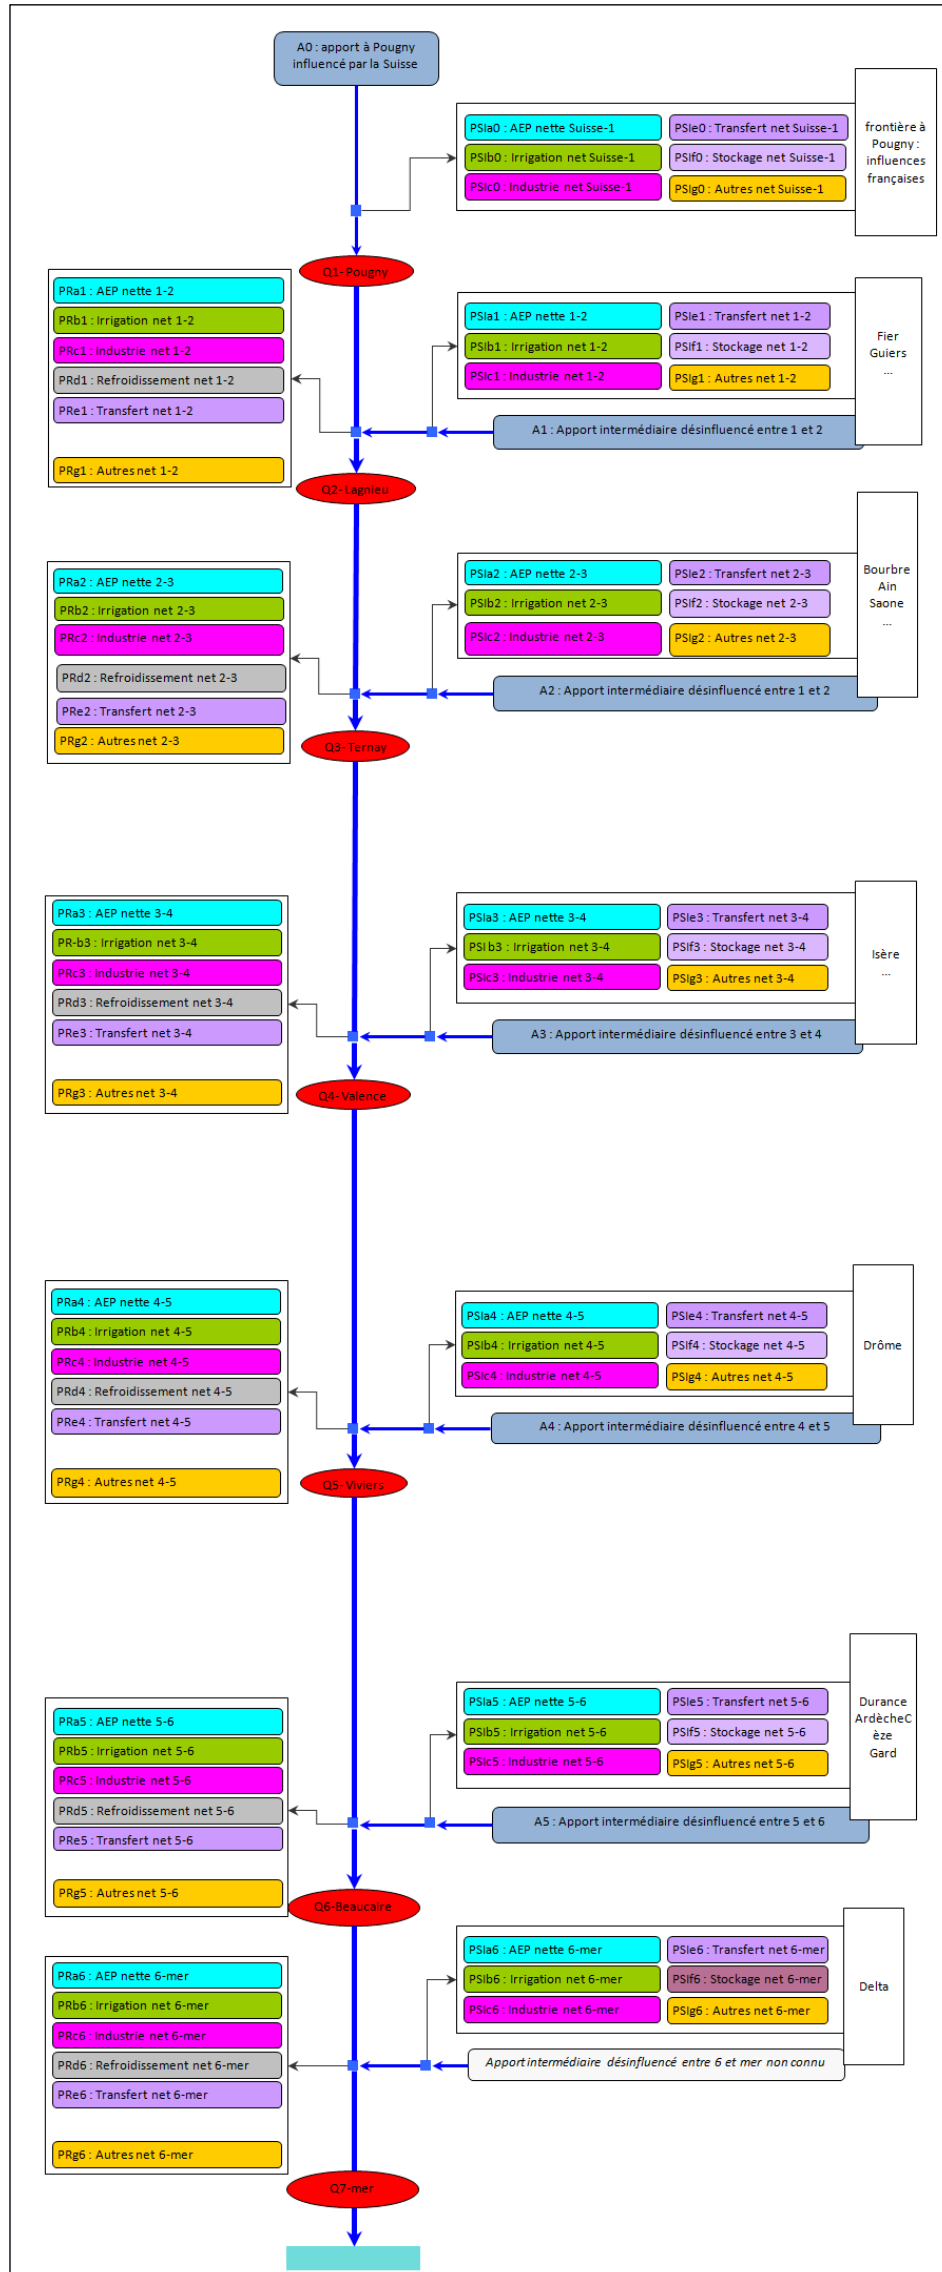 A0 : apport à Pougny
influencé par la Suisse
PSIa0 : AEP nette Suisse-1
PSIe0 : Transfert net Suisse-1
PSIb0 : Irrigation net Suisse-1
PSIf0 : Stockage net Suisse-1
PSIc0 : Industrie net Suisse-1
PSIg0 : Autres net Suisse-1
frontière à
Pougny :
influences
françaises
Q1- Pougny
PRa1 : AEP nette 1-2
PRb1 : Irrigation net 1-2
PRc1 : Industrie net 1-2
PRd1 : Refroidissement net 1-2
PRe1 : Transfert net 1-2
PRg1 : Autres net 1-2
PSIa1 : AEP nette 1-2
PSIe1 : Transfert net 1-2
PSIb1 : Irrigation net 1-2
PSIf1 : Stockage net 1-2
PSIc1 : Industrie net 1-2
PSIg1 : Autres net 1-2
Fier
Guiers
...
A1 : Apport intermédiaire désinfluencé entre 1 et 2
Q2- Lagnieu
PRa2 : AEP nette 2-3
PRb2 : Irrigation net 2-3
PRc2 : Industrie net 2-3
PRd2 : Refroidissement net 2-3
PRe2 : Transfert net 2-3
PRg2 : Autres net 2-3
PSIa2 : AEP nette 2-3
PSIe2 : Transfert net 2-3
PSIb2 : Irrigation net 2-3
PSIf2 : Stockage net 2-3
PSIc2 : Industrie net 2-3
PSIg2 : Autres net 2-3
Bourbre
Ain
Saone
...
A2 : Apport intermédiaire désinfluencé entre 1 et 2
Q3- Ternay
PRa3 : AEP nette 3-4
PR-b3 : Irrigation net 3-4
PRc3 : Industrie net 3-4
PRd3 : Refroidissement net 3-4
PRe3 : Transfert net 3-4
PRg3 : Autres net 3-4
PSIa3 : AEP nette 3-4
PSIe3 : Transfert net 3-4
PSI b3 : Irrigation net 3-4
PSIf3 : Stockage net 3-4
PSIc3 : Industrie net 3-4
PSIg3 : Autres net 3-4
Isère
...
A3 : Apport intermédiaire désinfluencé entre 3 et 4
Q4- Valence
PRa4 : AEP nette 4-5
PRb4 : Irrigation net 4-5
PRc4 : Industrie net 4-5
PRd4 : Refroidissement net 4-5
PRe4 : Transfert net 4-5
PRg4 : Autres net 4-5
PSIa4 : AEP nette 4-5
PSIe4 : Transfert net 4-5
PSIb4 : Irrigation net 4-5
PSIf4 : Stockage net 4-5
PSIc4 : Industrie net 4-5
PSIg4 : Autres net 4-5
Drôme
A4 : Apport intermédiaire désinfluencé entre 4 et 5
Q5- Viviers
PRa5 : AEP nette 5-6
PRb5 : Irrigation net 5-6
PRc5 : Industrie net 5-6
PRd5 : Refroidissement net 5-6
PRe5 : Transfert net 5-6
PRg5 : Autres net 5-6
PSIa5 : AEP nette 5-6
PSIe5 : Transfert net 5-6
PSIb5 : Irrigation net 5-6
PSIf5 : Stockage net 5-6
PSIc5 : Industrie net 5-6
PSIg5 : Autres net 5-6
Durance
ArdècheC
èze
Gard
A5 : Apport intermédiaire désinfluencé entre 5 et 6
Q6-Beaucaire
PRa6 : AEP nette 6-mer
PRb6 : Irrigation net 6-mer
PRc6 : Industrie net 6-mer
PRd6 : Refroidissement net 6-mer
PRe6 : Transfert net 6-mer
PRg6 : Autres net 6-mer
PSIa6 : AEP nette 6-mer
PSIe6 : Transfert net 6-mer
PSIb6 : Irrigation net 6-mer
PSIf6 : Stockage net 6-mer
PSIc6 : Industrie net 6-mer
PSIg6 : Autres net 6-mer
Delta
Apport intermédiaire désinfluencé entre 6 et mer non connu
Q7-mer